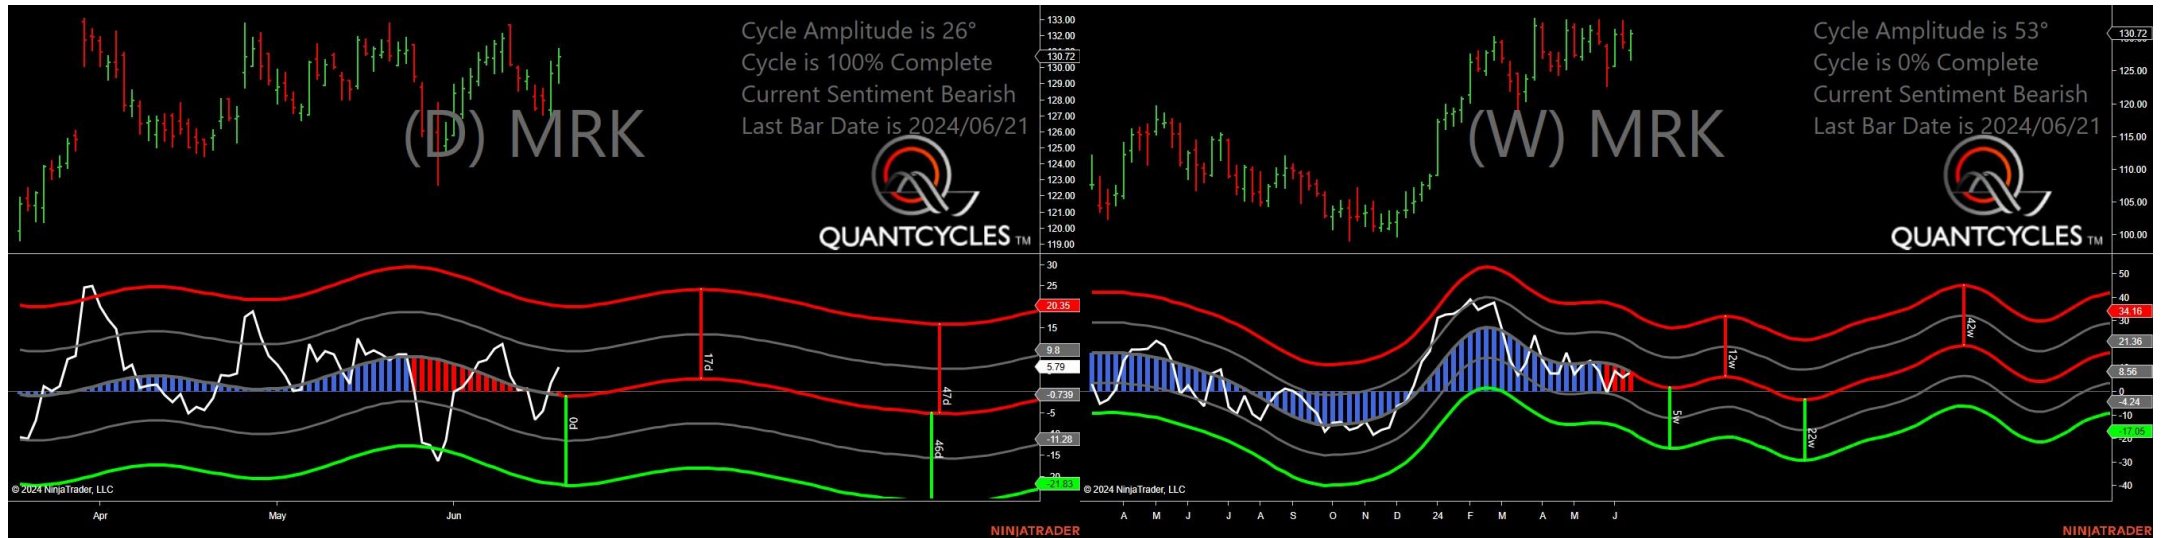 Cycle Amplitude is 26°
Cycle is 100% Complete
Current Sentiment Bearish
Last Bar Date is 2024/06/21
(D) MRK
QUANTCYCLES TM
133.00
132.00
130.72
130.00
129.00
128.00
127.00
126.00
125.00
124.00
123.00
122.00
121.00
120.00
119.00
30
25
20.35
15
9.8
5.79
-0.739
-5
-11.28
-15
-21.83
0d
17d
46d
47d
© 2024 NinjaTrader, LLC
Apr May Jun
NINJATRADER
Cycle Amplitude is 53°
Cycle is 0% Complete
Current Sentiment Bearish
Last Bar Date is 2024/06/21
(W) MRK
QUANTCYCLES TM
130.72
125.00
120.00
115.00
110.00
105.00
100.00
50
40
34.16
30
21.36
8.56
0
-4.24
-10
-17.05
-30
-40
5w
12w
22w
42w
© 2024 NinjaTrader, LLC
A M J J A S O N D 24 F M A M J
NINJATRADER